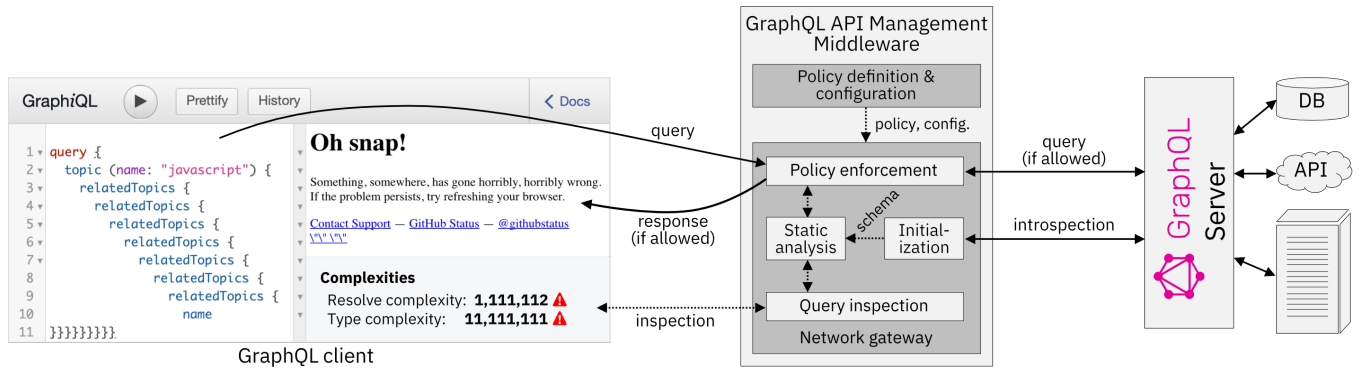 GraphiQL
Prettify
History
Docs
1 query {
2 topic (name: "javascript") {
3 relatedTopics {
4 relatedTopics {
5 relatedTopics {
6 relatedTopics {
7 relatedTopics {
8 relatedTopics {
9 relatedTopics {
10 name
11 }}}}}}}}}
Oh snap!
Something, somewhere, has gone horribly, horribly wrong.
If the problem persists, try refreshing your browser.
Contact Support — GitHub Status — @githubstatus
\"\" \"\"
Complexities
Resolve complexity: 1,111,112
Type complexity: 11,111,111
GraphQL client
query
response
(if allowed)
inspection
GraphQL API Management
Middleware
Policy definition &
configuration
policy, config.
Policy enforcement
schema
Static
analysis
Initial-
ization
Query inspection
Network gateway
query
(if allowed)
introspection
GraphQL
Server
DB
API